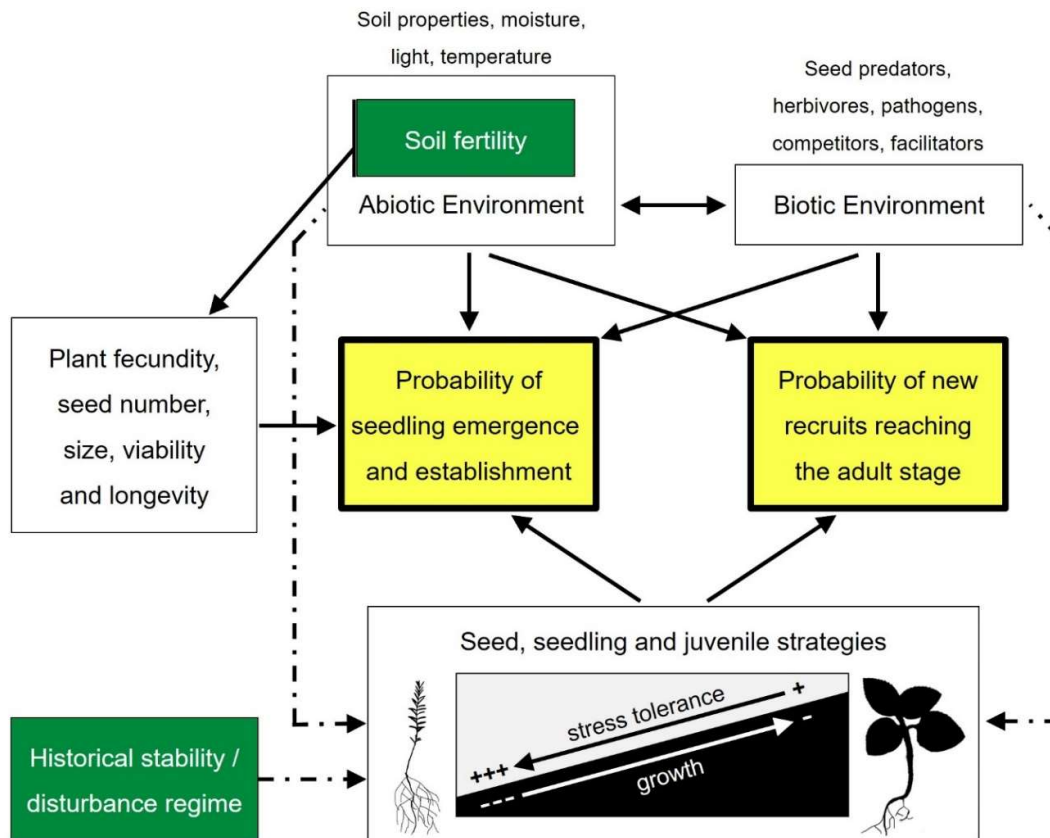 Soil properties, moisture,
light, temperature
Soil fertility
Abiotic Environment
Seed predators,
herbivores, pathogens,
competitors, facilitators
Biotic Environment
Plant fecundity,
seed number,
size, viability
and longevity
Probability of
seedling emergence
and establishment
Probability of new
recruits reaching
the adult stage
Seed, seedling and juvenile strategies
+
stress tolerance
+++
---
growth
-
Historical stability /
disturbance regime